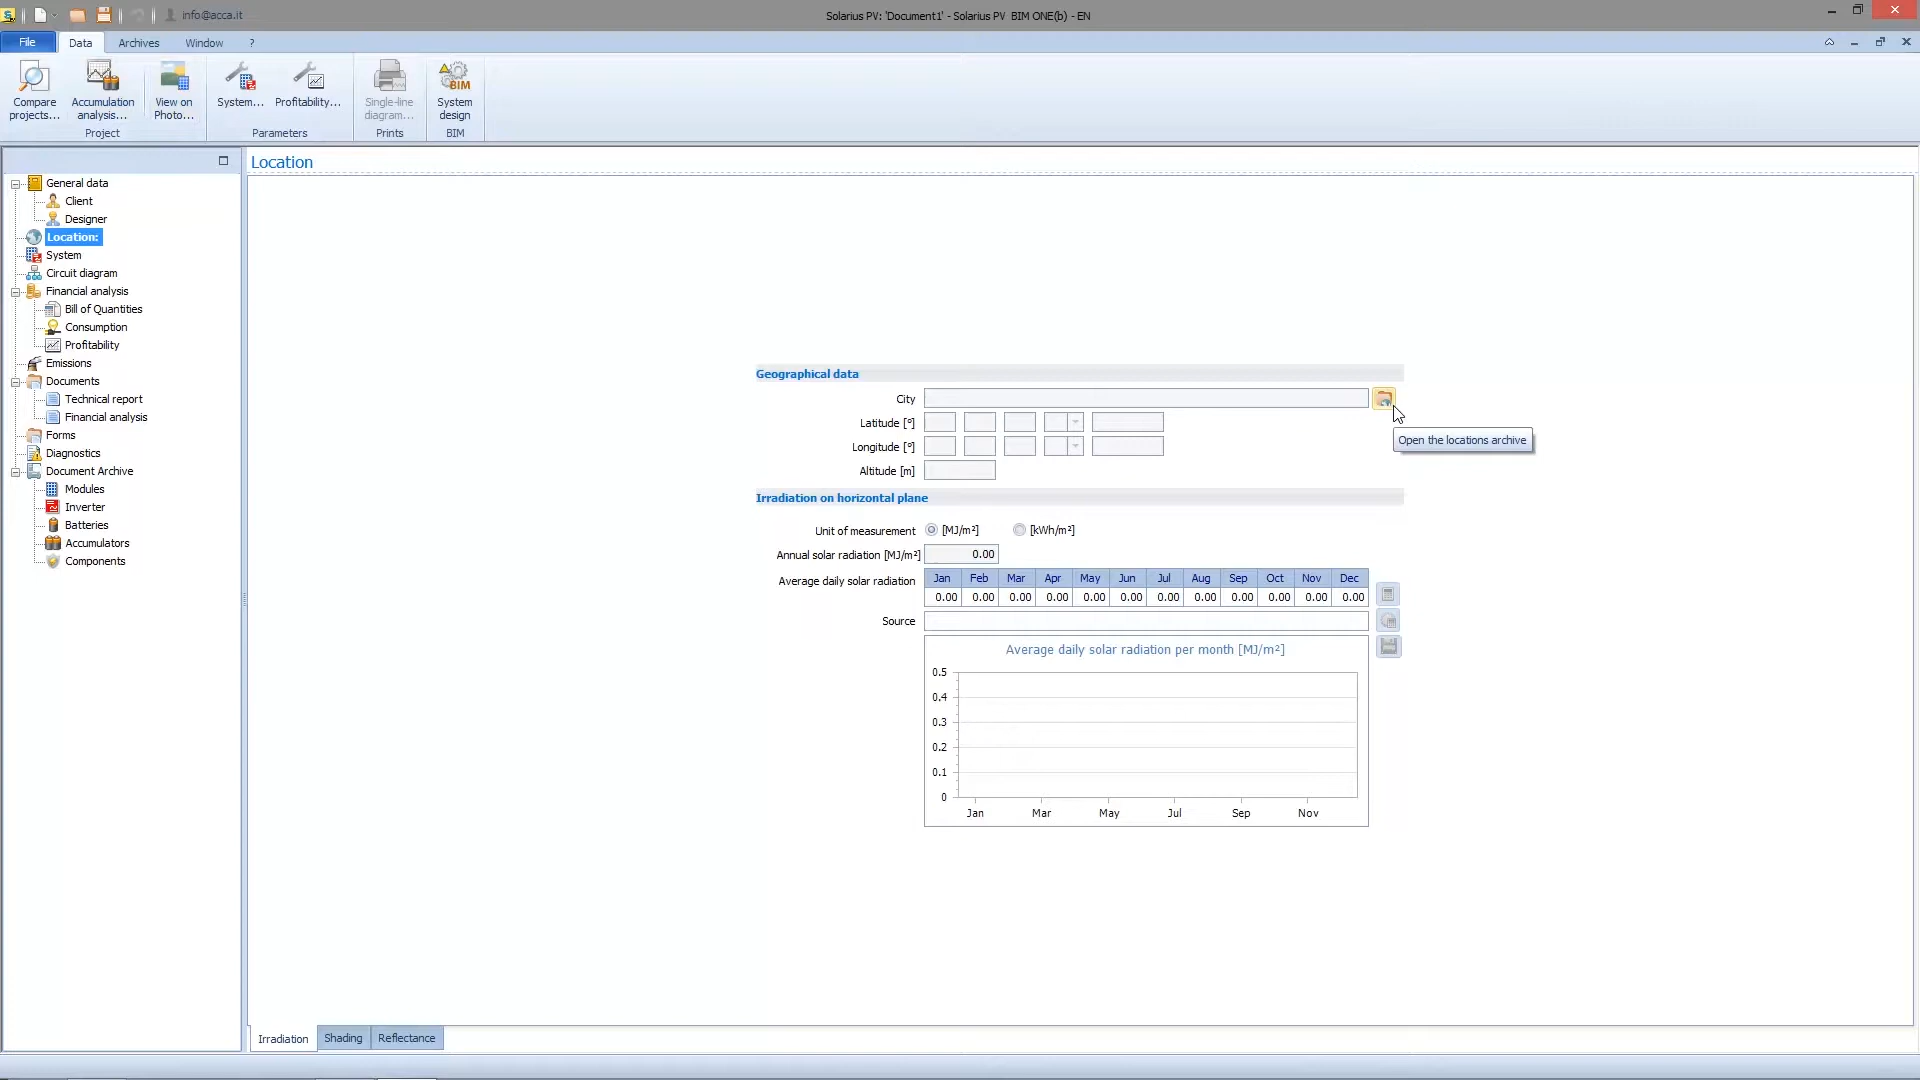 info@acca.it
Solarius PV: 'Document1' - Solarius PV BIM ONE(b) - EN
File Data Archives Window ?
Compare projects...
Accumulation analysis...
View on Photo...
System...
Profitability...
Single-line diagram...
System design
Project Parameters Prints BIM
BIM
Location
General data
Client
Designer
Location:
System
Circuit diagram
Financial analysis
Bill of Quantities
Consumption
Profitability
Emissions
Documents
Technical report
Financial analysis
Forms
Diagnostics
Document Archive
Modules
Inverter
Batteries
Accumulators
Components
Geographical data
City
Open the locations archive
Latitude [º]
Longitude [º]
Altitude [m]
Irradiation on horizontal plane
Unit of measurement [MJ/m²] [kWh/m²]
Annual solar radiation [MJ/m²] 0.00
Average daily solar radiation Jan Feb Mar Apr May Jun Jul Aug Sep Oct Nov Dec
0.00 0.00 0.00 0.00 0.00 0.00 0.00 0.00 0.00 0.00 0.00 0.00
Source
Average daily solar radiation per month [MJ/m²]
0.5
0.4
0.3
0.2
0.1
0
Jan Mar May Jul Sep Nov
Irradiation Shading Reflectance